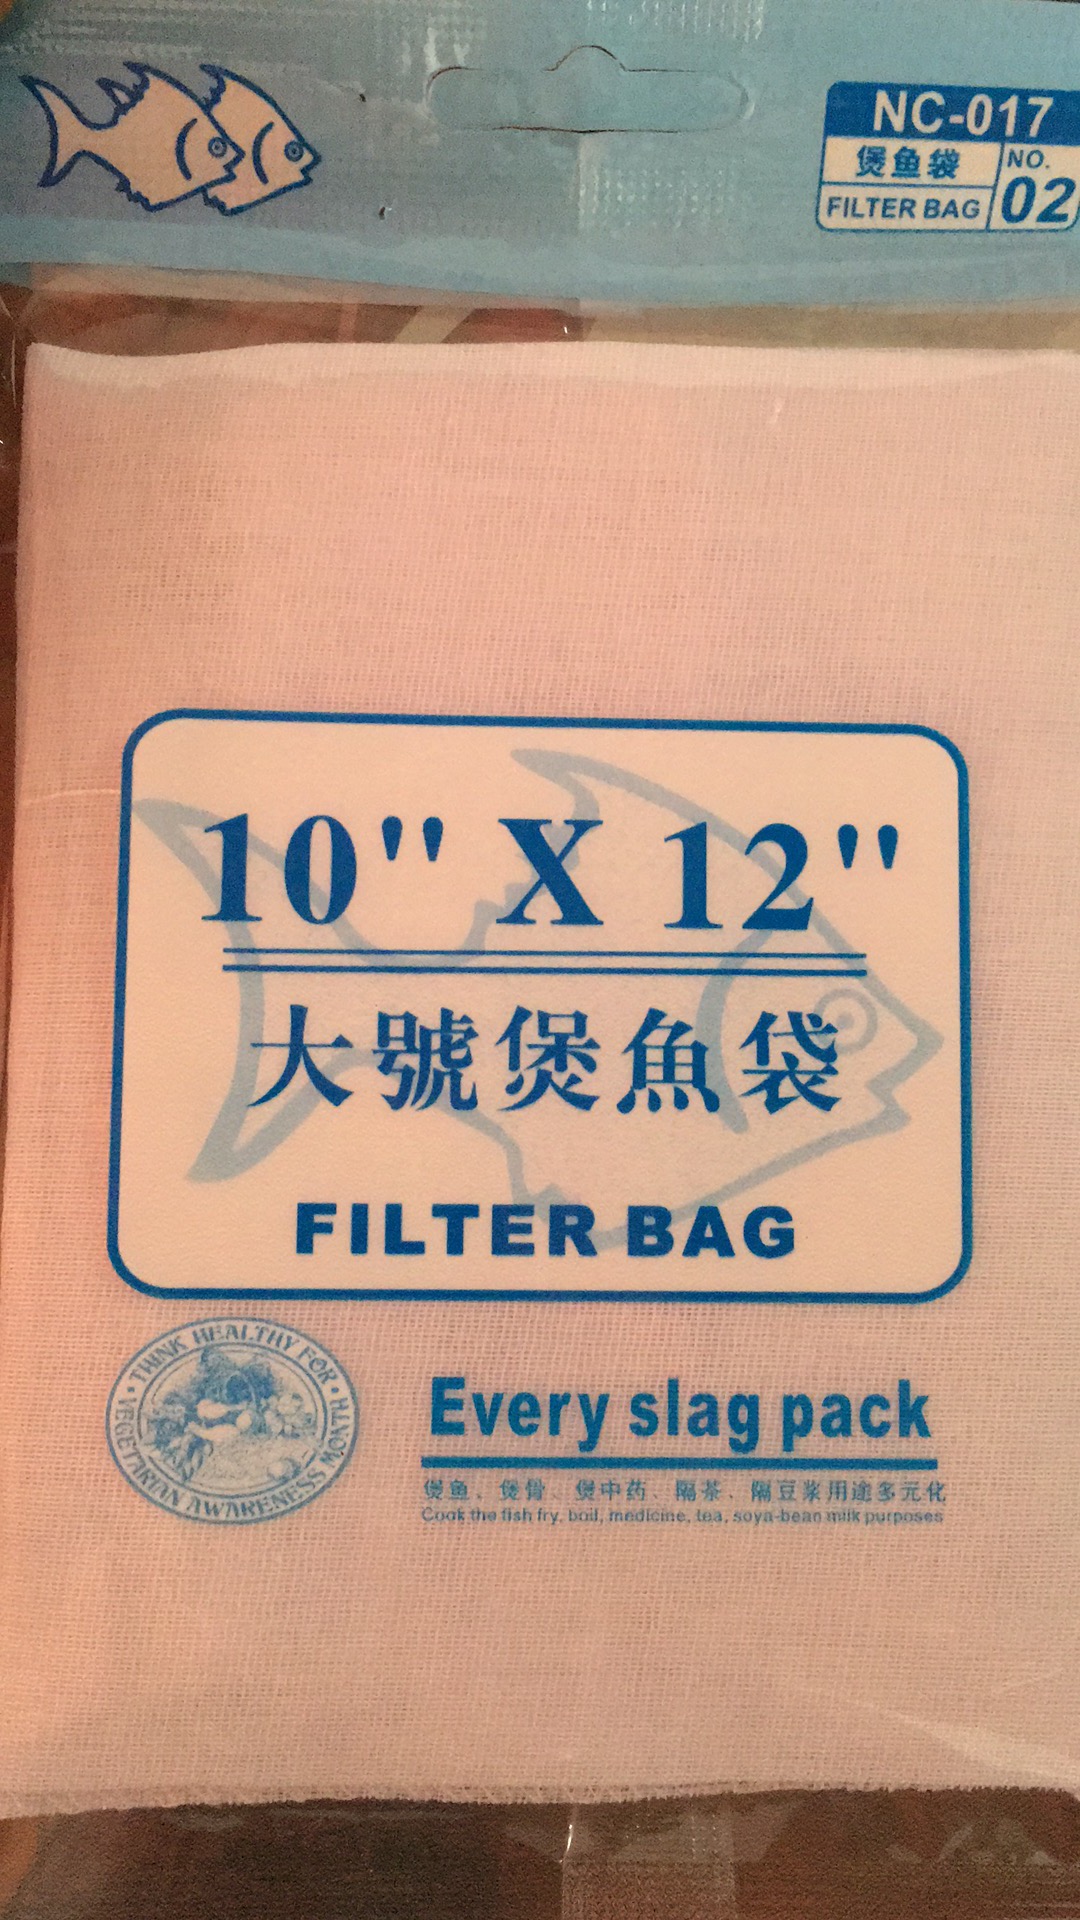 NC-017
煲鱼袋
NO.
02
FILTER BAG
10" X 12"
大號煲魚袋
FILTER BAG
THINK HEALTHY FOR
VEGETARIAN AWARENESS MONTH
Every slag pack
煲鱼、煲骨、煲中药、隔茶、隔豆浆用途多元化
Cook the fish fry, boil, medicine, tea, soya-bean milk purposes